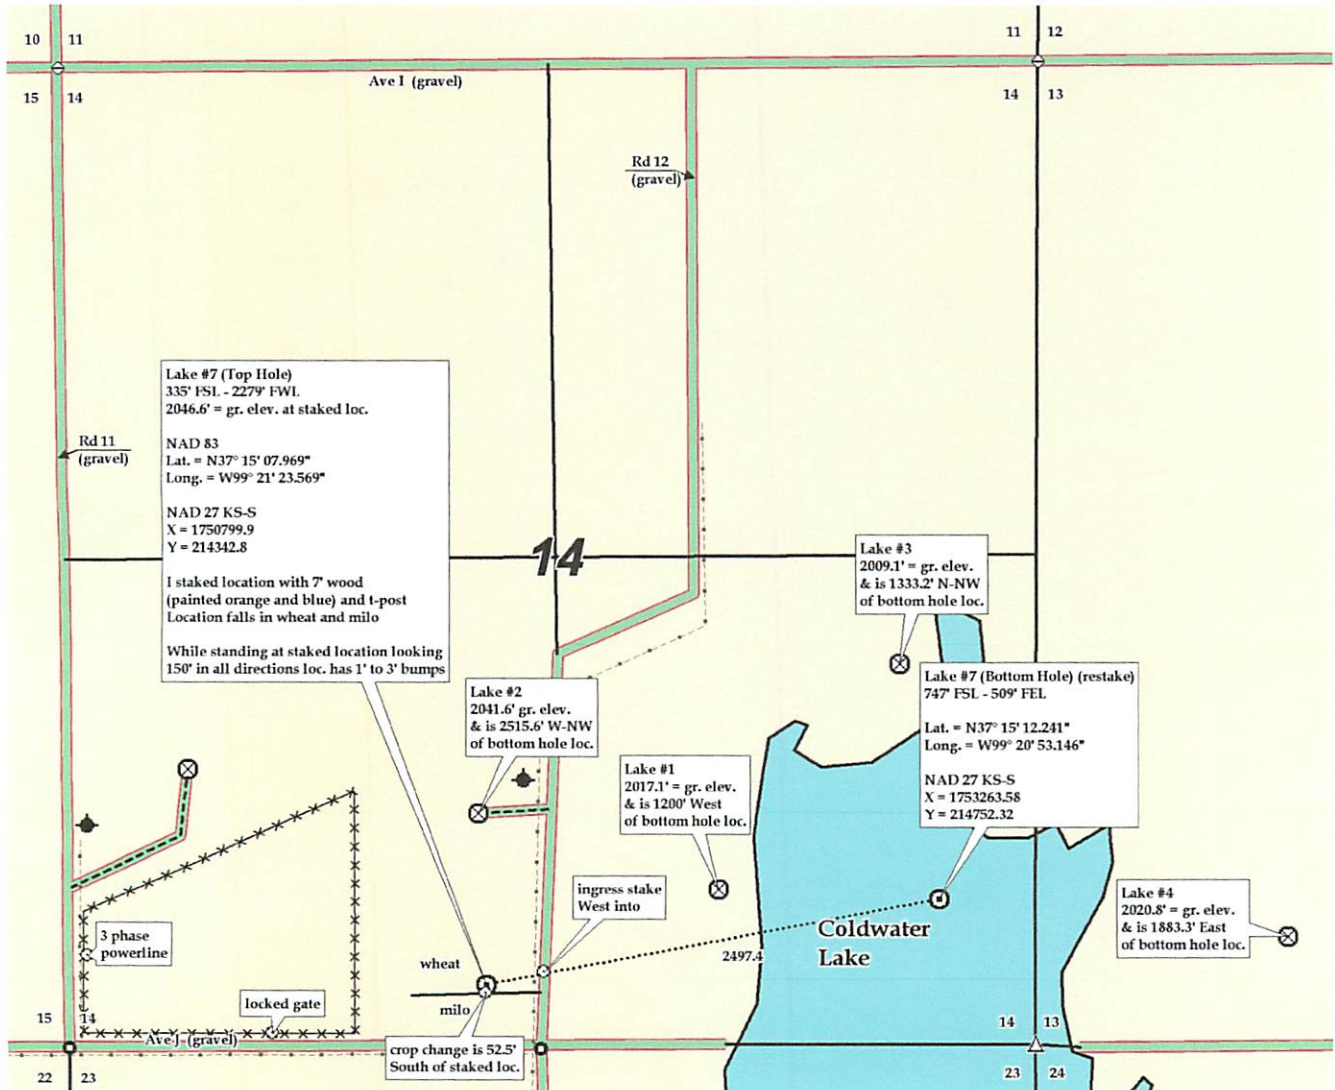 10 11
11 12
Ave I (gravel)
15 14
14 13
Rd 12
(gravel)
Lake #7 (Top Hole)
335' FSL - 2279' FWL
2046.6' = gr. elev. at staked loc.
NAD 83
Lat. = N37° 15' 07.969"
Long. = W99° 21' 23.569"
NAD 27 KS-S
X = 1750799.9
Y = 214342.8
I staked location with 7' wood
(painted orange and blue) and t-post
Location falls in wheat and milo
While standing at staked location looking
150' in all directions loc. has 1' to 3' bumps
Rd 11
(gravel)
14
Lake #3
2009.1' = gr. elev.
& is 1333.2' N-NW
of bottom hole loc.
Lake #7 (Bottom Hole) (restake)
747' FSL - 509' FEL
Lat. = N37° 15' 12.241"
Long. = W99° 20' 53.146"
NAD 27 KS-S
X = 1753263.58
Y = 214752.32
Lake #2
2041.6' gr. elev.
& is 2515.6' W-NW
of bottom hole loc.
Lake #1
2017.1' = gr. elev.
& is 1200' West
of bottom hole loc.
ingress stake
West into
Lake #4
2020.8' = gr. elev.
& is 1883.3' East
of bottom hole loc.
3 phase
powerline
Coldwater
Lake
2497.4
wheat
milo
locked gate
15 14
Ave J (gravel)
crop change is 52.5'
South of staked loc.
14 13
22 23
23 24